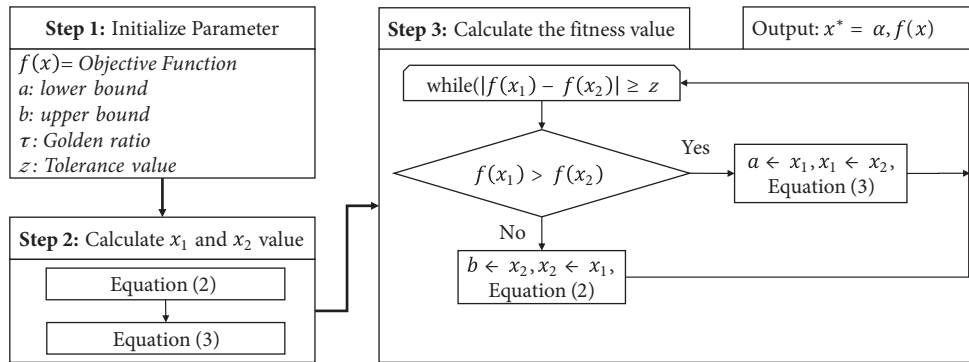 Step 1: Initialize Parameter
f(x)= Objective Function
a: lower bound
b: upper bound
τ: Golden ratio
z: Tolerance value
Step 2: Calculate x₁ and x₂ value
Equation (2)
Equation (3)
Step 3: Calculate the fitness value
Output: x* = α, f(x)
while(|f(x₁) − f(x₂)| ≥ z
f(x₁) > f(x₂)
Yes
a ← x₁, x₁ ← x₂,
Equation (3)
No
b ← x₂, x₂ ← x₁,
Equation (2)